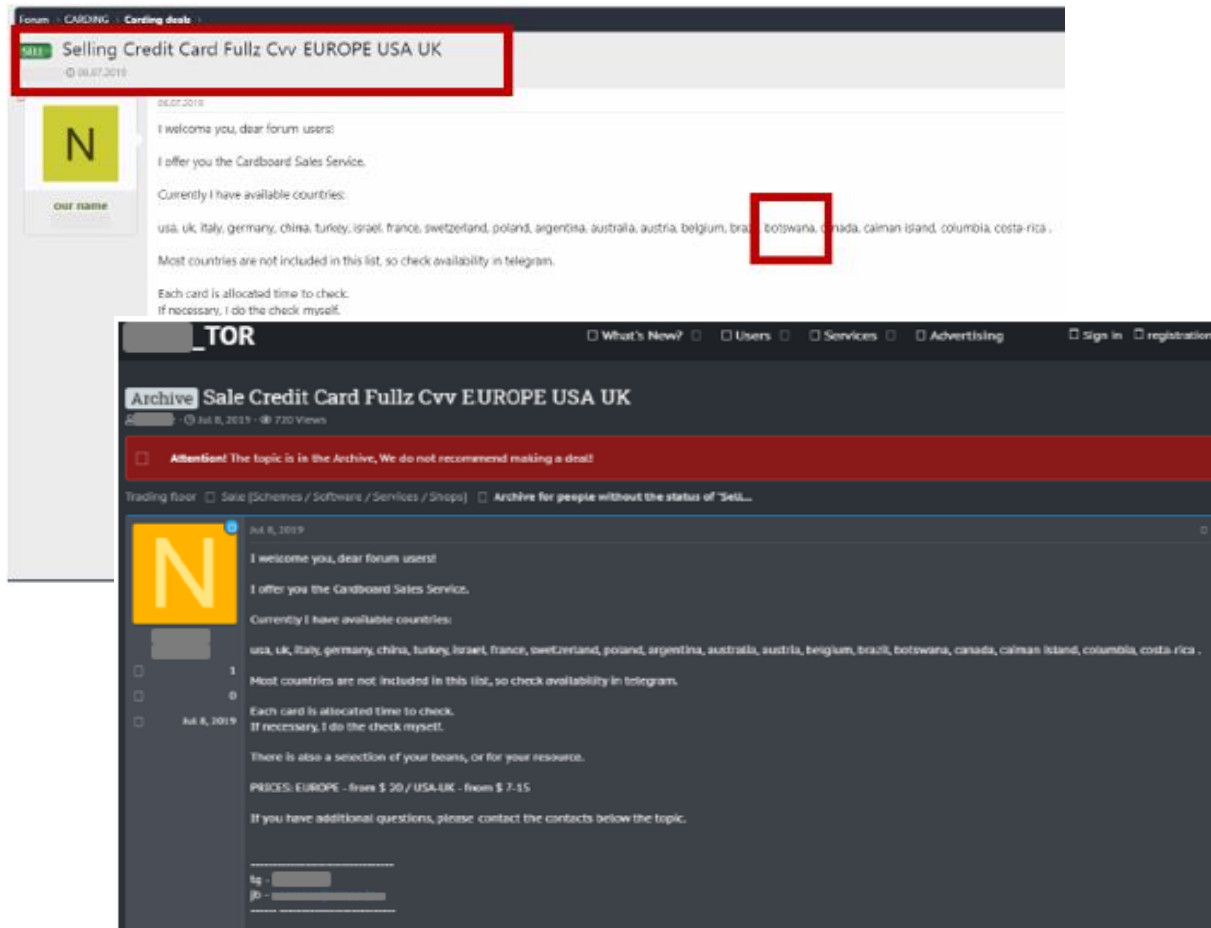 Forum CARDING Carding deals
SELL Selling Credit Card Fullz Cvv EUROPE USA UK
06.07.2019
06.07.2019
N
our name
I welcome you, dear forum users!
I offer you the Cardboard Sales Service.
Currently I have available countries:
usa, uk, italy, germany, china, turkey, israel, france, swetzerland, poland, argentina, australia, austria, belgium, braz botswana, canada, caiman island, columbia, costa-rica .
Most countries are not included in this list, so check availability in telegram.
Each card is allocated time to check.
If necessary, I do the check myself.
_TOR
What's New? Users Services Advertising Sign in registration
Archive Sale Credit Card Fullz Cvv EUROPE USA UK
Jul 8, 2019 · 720 Views
Attention! The topic is in the Archive, We do not recommend making a deal!
Trading floor Sale [Schemes / Software / Services / Shops] Archive for people without the status of "Sell...
N
1
0
Jul 8, 2019
Jul 8, 2019
I welcome you, dear forum users!
I offer you the Cardboard Sales Service.
Currently I have available countries:
usa, uk, italy, germany, china, turkey, israel, france, swetzerland, poland, argentina, australia, austria, belgium, brazil, botswana, canada, caiman island, columbia, costa-rica .
Most countries are not included in this list, so check availability in telegram.
Each card is allocated time to check.
If necessary, I do the check myself.
There is also a selection of your beans, or for your resource.
PRICES: EUROPE - from $ 20 / USA-UK - from $ 7-15
If you have additional questions, please contact the contacts below the topic.
------------------------------
tg -
jb -
------ -------------------------